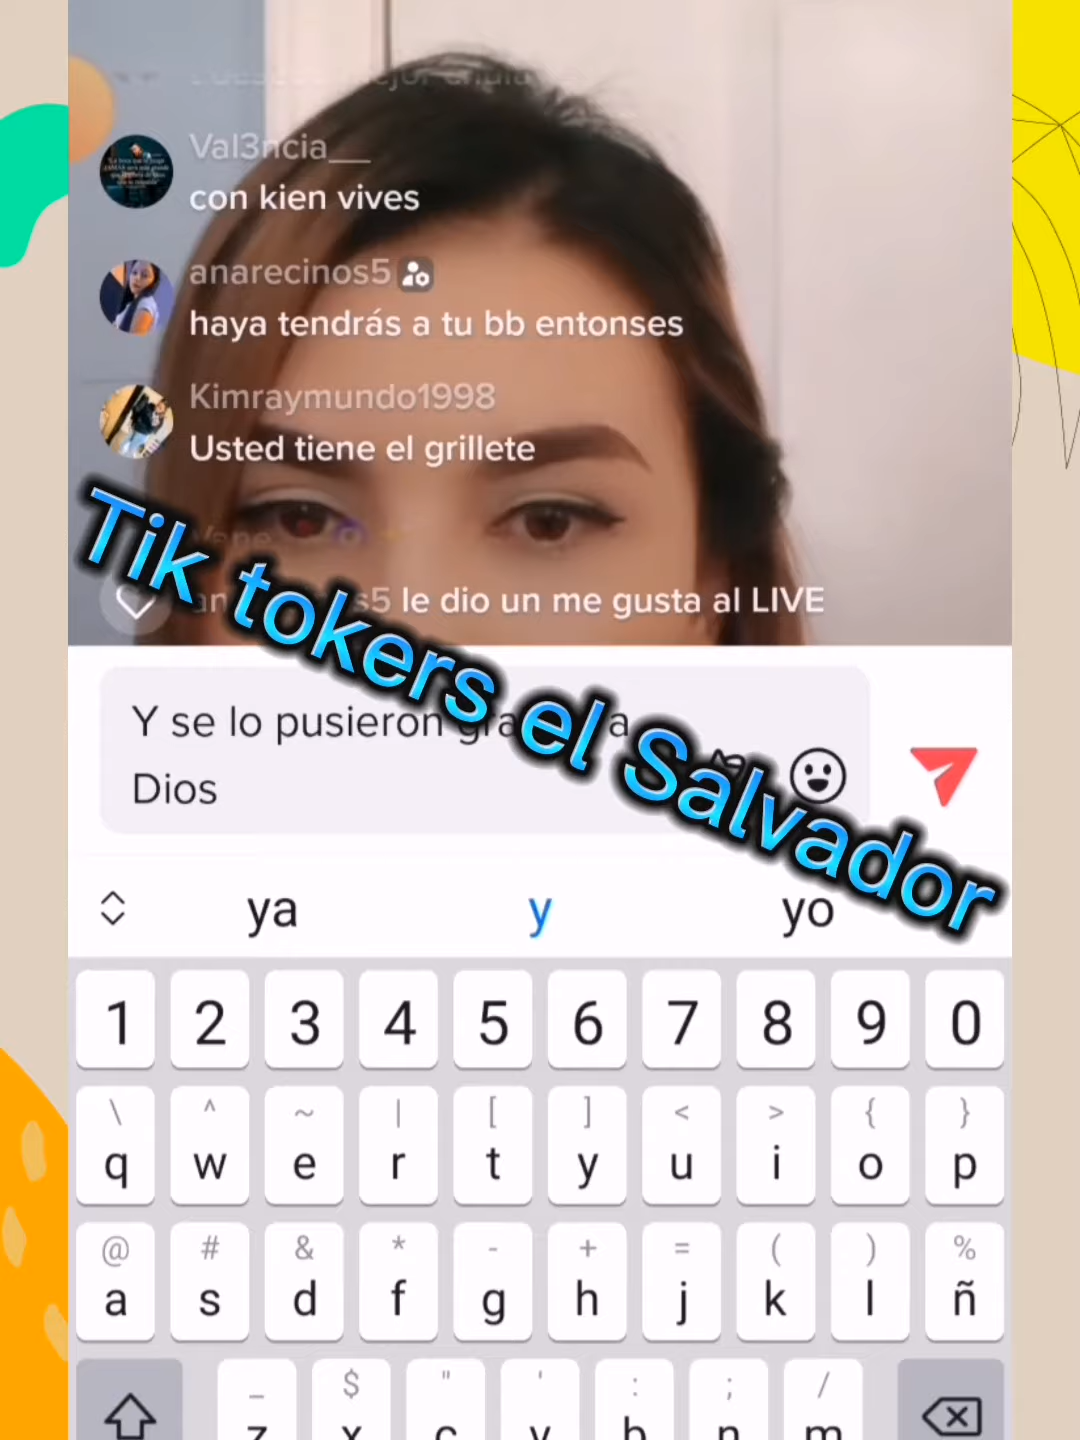 Val3ncia__
con kien vives
anarecinos5
haya tendrás a tu bb entonses
Kimraymundo1998
Usted tiene el grillete
le dio un me gusta al LIVE
Tik tokers el Salvador
Y se lo pusieron a
Dios
ya y yo
1 2 3 4 5 6 7 8 9 0
\ ^ ~ | [ ] < > { }
q w e r t y u i o p
@ # & * - + = ( ) %
a s d f g h j k l ñ
_ $ " ' : ; /
z x c v b n m